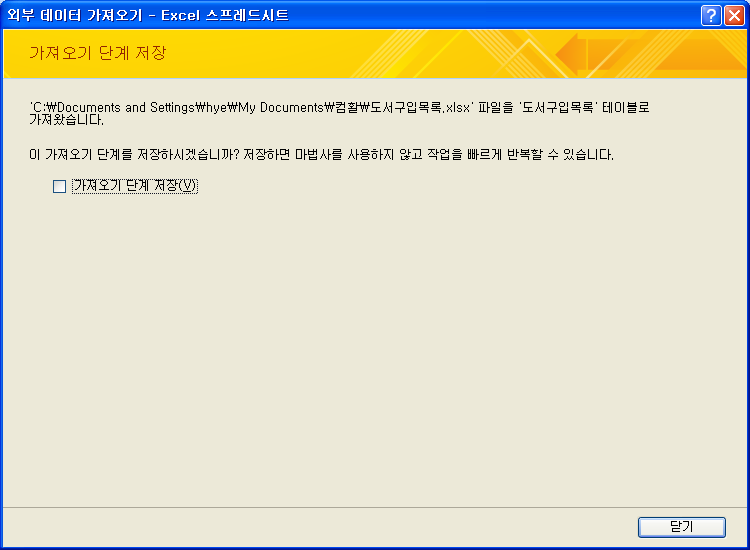 외부 데이터 가져오기 - Excel 스프레드시트
가져오기 단계 저장
'C:₩Documents and Settings₩hye₩My Documents₩컴활₩도서구입목록.xlsx' 파일을 '도서구입목록' 테이블로
가져왔습니다.
이 가져오기 단계를 저장하시겠습니까? 저장하면 마법사를 사용하지 않고 작업을 빠르게 반복할 수 있습니다.
가져오기 단계 저장(V)
닫기